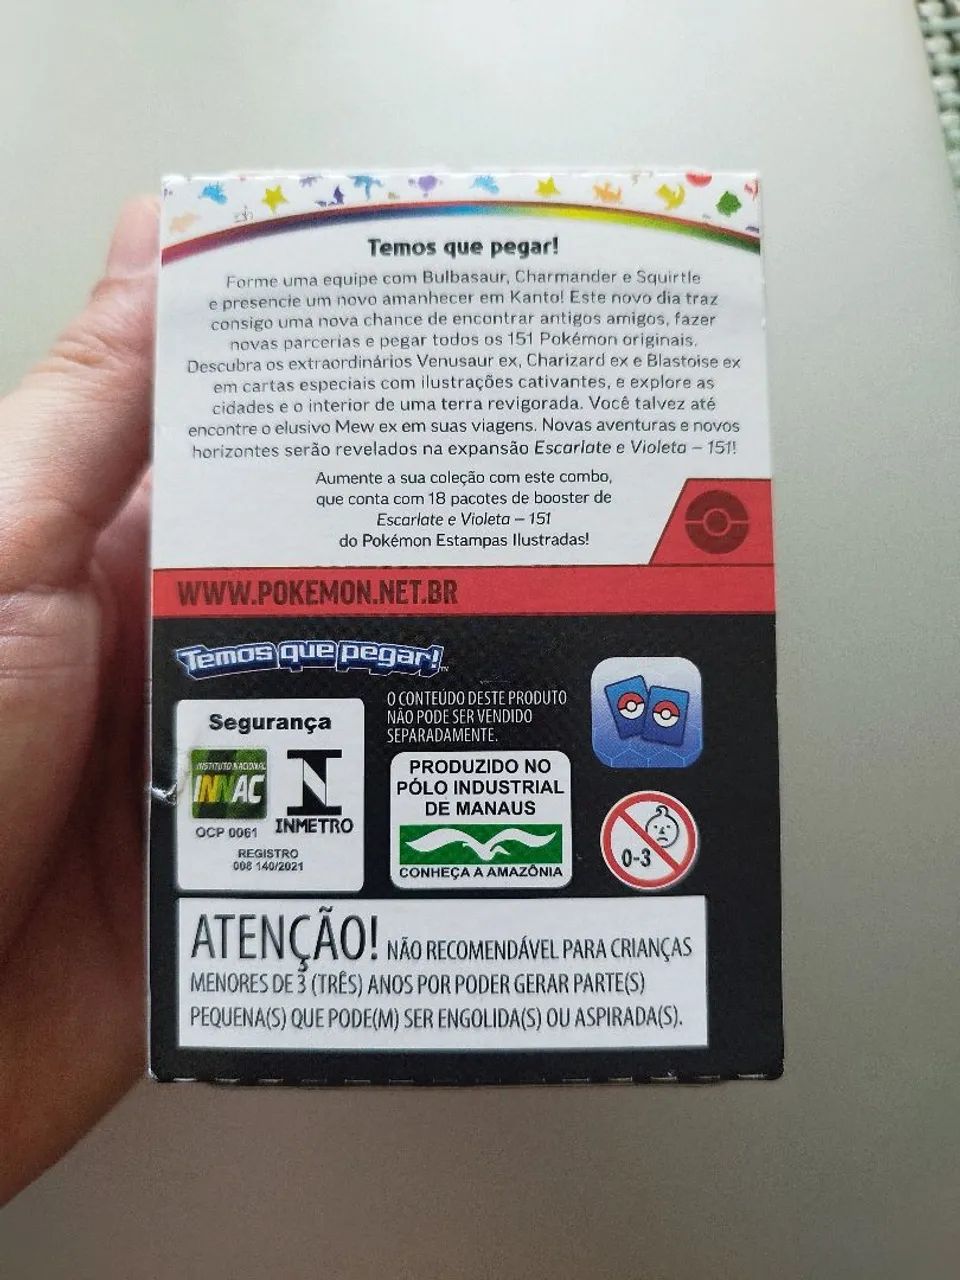 Temos que pegar!
Forme uma equipe com Bulbasaur, Charmander e Squirtle
e presencie um novo amanhecer em Kanto! Este novo dia traz
consigo uma nova chance de encontrar antigos amigos, fazer
novas parcerias e pegar todos os 151 Pokémon originais.
Descubra os extraordinários Venusaur ex, Charizard ex e Blastoise ex
em cartas especiais com ilustrações cativantes, e explore as
cidades e o interior de uma terra revigorada. Você talvez até
encontre o elusivo Mew ex em suas viagens. Novas aventuras e novos
horizontes serão revelados na expansão Escarlate e Violeta – 151!
Aumente a sua coleção com este combo,
que conta com 18 pacotes de booster de
Escarlate e Violeta – 151
do Pokémon Estampas Ilustradas!
WWW.POKEMON.NET.BR
Temos que pegar!™
O CONTEÚDO DESTE PRODUTO
NÃO PODE SER VENDIDO
SEPARADAMENTE.
Segurança
INSTITUTO NACIONAL
INNAC
OCP 0061
INMETRO
REGISTRO
008 140/2021
PRODUZIDO NO
PÓLO INDUSTRIAL
DE MANAUS
CONHEÇA A AMAZÔNIA
0-3
ATENÇÃO! NÃO RECOMENDÁVEL PARA CRIANÇAS
MENORES DE 3 (TRÊS) ANOS POR PODER GERAR PARTE(S)
PEQUENA(S) QUE PODE(M) SER ENGOLIDA(S) OU ASPIRADA(S).